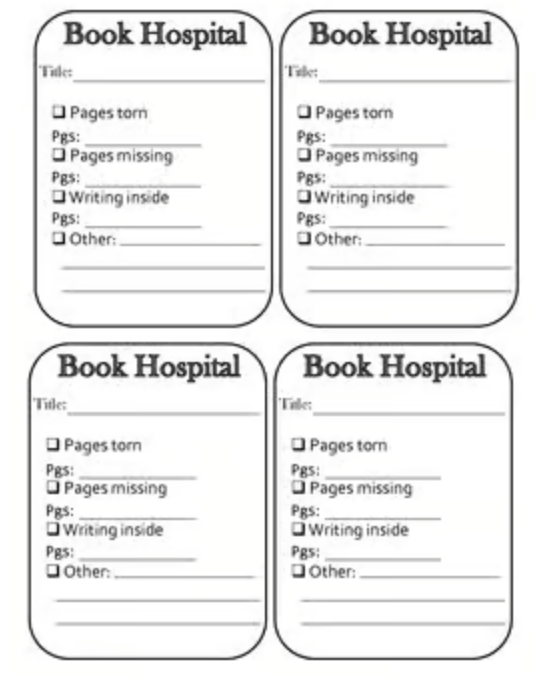 Book Hospital
Title:
❑ Pages torn
Pgs:
❑ Pages missing
Pgs:
❑ Writing inside
Pgs:
❑ Other:
Book Hospital
Title:
❑ Pages torn
Pgs:
❑ Pages missing
Pgs:
❑ Writing inside
Pgs:
❑ Other:
Book Hospital
Title:
❑ Pages torn
Pgs:
❑ Pages missing
Pgs:
❑ Writing inside
Pgs:
❑ Other:
Book Hospital
Title:
❑ Pages torn
Pgs:
❑ Pages missing
Pgs:
❑ Writing inside
Pgs:
❑ Other: